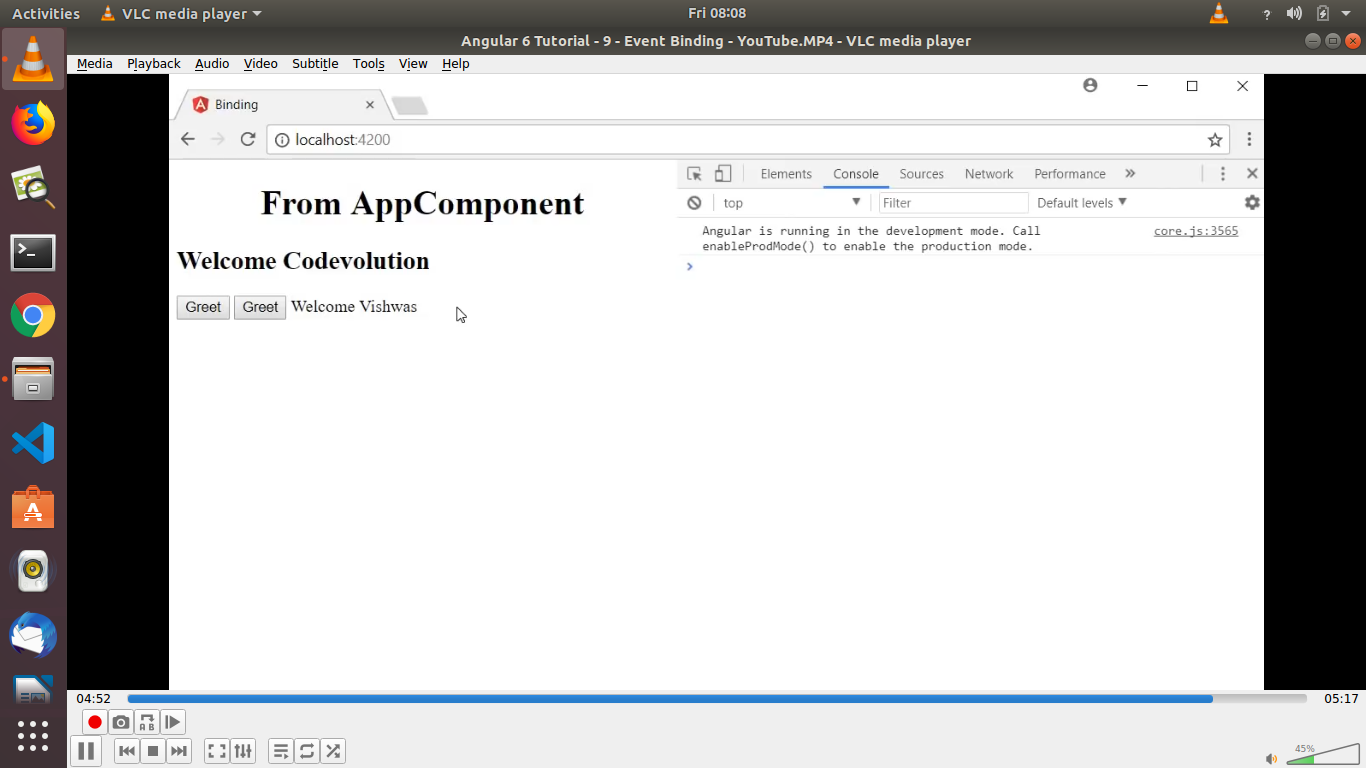 Activities VLC media player Fri 08:08 ?
Angular 6 Tutorial - 9 - Event Binding - YouTube.MP4 - VLC media player
Media Playback Audio Video Subtitle Tools View Help
Binding
localhost:4200
Elements Console Sources Network Performance »
top Filter Default levels
From AppComponent
Angular is running in the development mode. Call core.js:3565
enableProdMode() to enable the production mode.
Welcome Codevolution
Greet Greet Welcome Vishwas
04:52 05:17
A B
45%